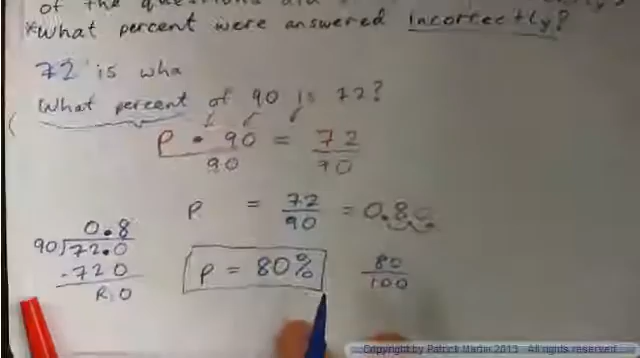 of the questions did
*What percent were answered incorrectly?
72 is wha
What percent of 90 is 72?
P • 90 = 72
90 90
P = 72/90 = 0.80
0.8
90√72.0
-720
R.0
P = 80%
80/100
Copyright by Patrick Marten 2013 All rights reserved